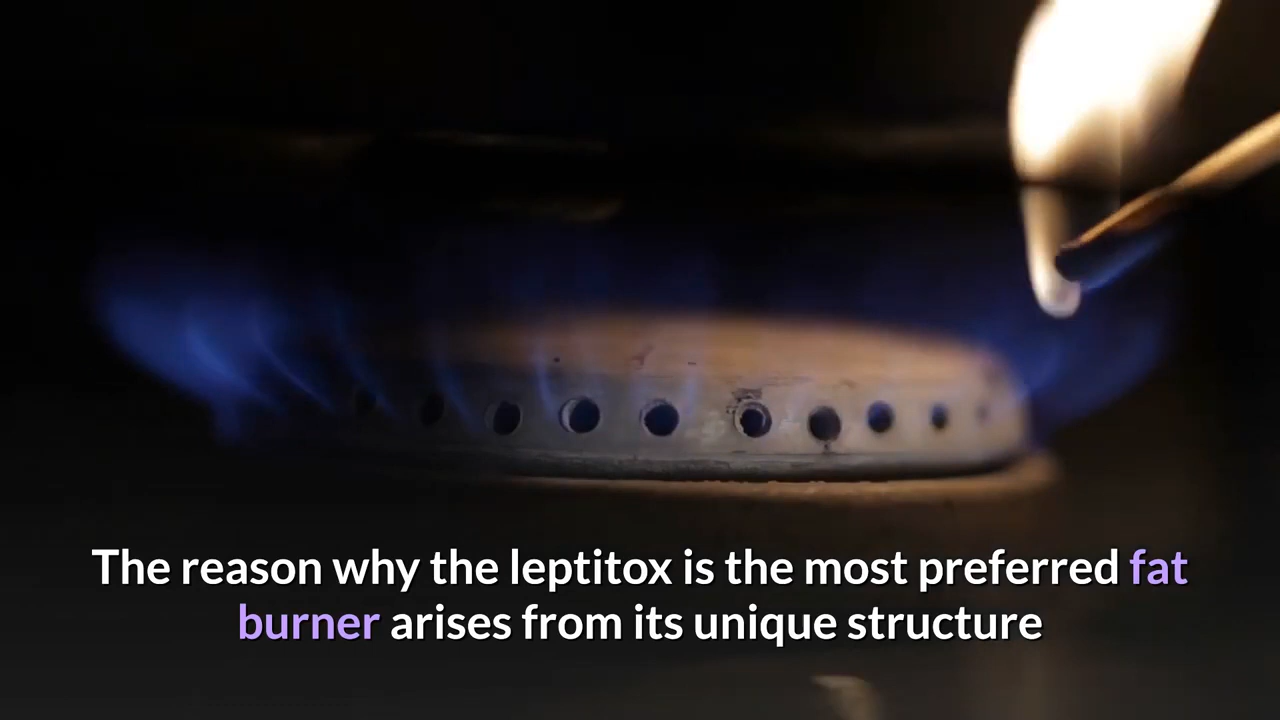 The reason why the leptitox is the most preferred fat
burner arises from its unique structure